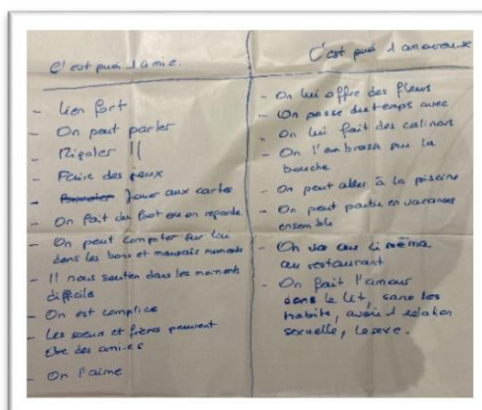 C'est quoi l'amie.
- Lien fort
- On peut parler
- Rigoler !!
- Faire des jeux
- Jouer aux cartes
- On fait du foot ou on regarde
- On peut compter sur lui
dans les bons et mauvais moments
- Il nous soutien dans les moments
difficile
- On est complice
- Les soeurs et frères peuvent
être des ami-es
- On l'aime
C'est quoi l'amoureux
- On lui offre des fleurs
- On passe du temps avec
- On lui fait des calinous
- On l'embrasse sur la
bouche
- On peut aller à la piscine
- On peut partir en vacances
ensemble
- On va au cinéma
au restaurant
- On fait l'amour
dans le lit, sans les
habits, avoir relation
sexuelle, le sexe.